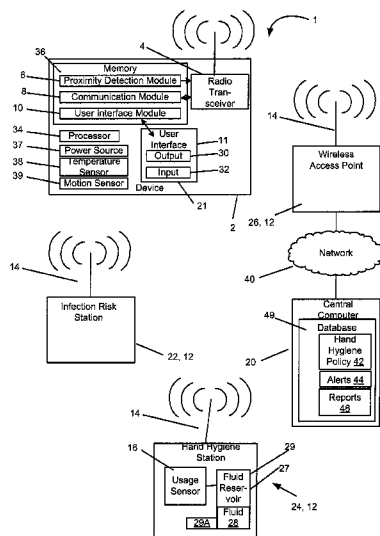 1
36
4
Memory
6
Proximity Detection Module
8
Communication Module
10
User Interface Module
Radio
Tran-
sceiver
34
Processor
37
Power Source
38
Temperature
Sensor
39
Motion Sensor
User
Interface
11
Output
30
Input
32
Device
21
2
14
Wireless
Access Point
26, 12
Network
40
14
Infection Risk
Station
22, 12
Central
Computer
49
Database
20
Hand
Hygiene
Policy 42
Alerts 44
Reports
46
14
Hand Hygiene
Station
29
27
16
Usage
Sensor
Fluid
Reser-
voir
Fluid
28
29A
24, 12